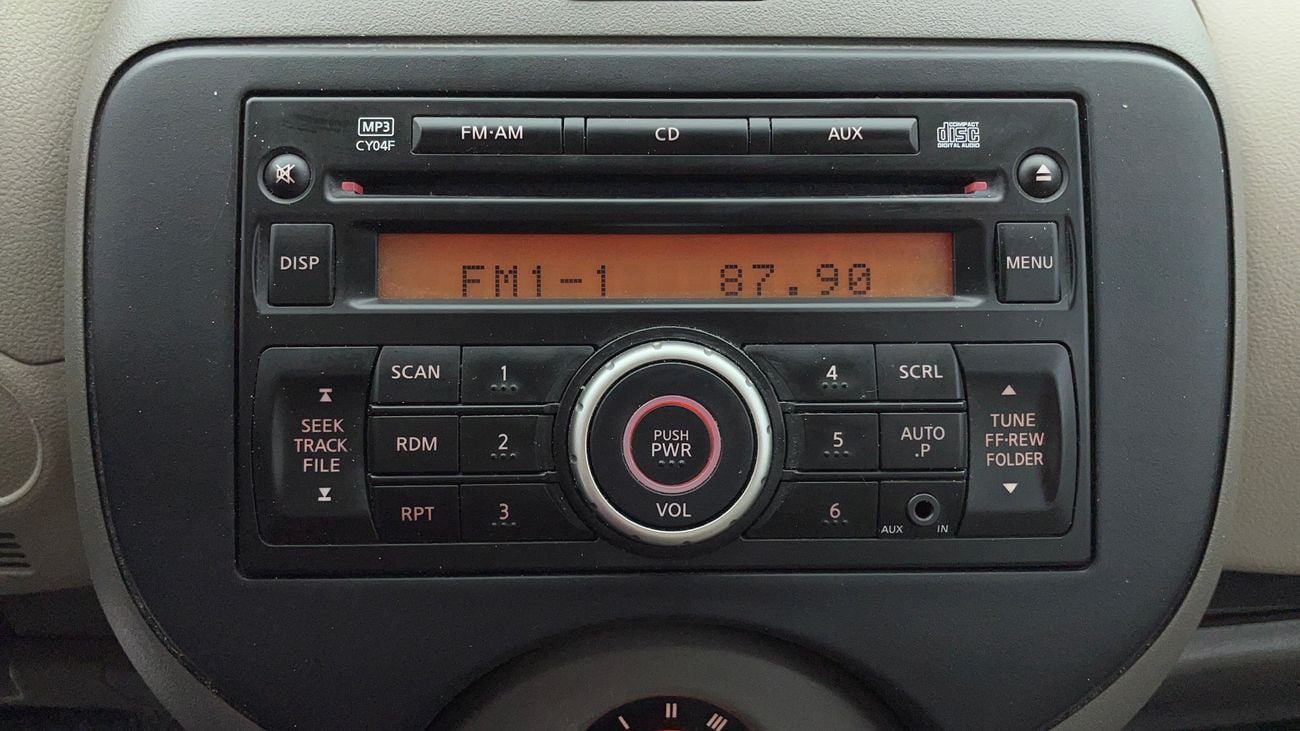 MP3
CY04F
FM·AM
CD
AUX
COMPACT
disc
DIGITAL AUDIO
DISP
FM1-1 87.90
MENU
SEEK
TRACK
FILE
SCAN
1
RDM
2
RPT
3
PUSH
PWR
VOL
4
SCRL
5
AUTO
.P
6
AUX IN
TUNE
FF·REW
FOLDER